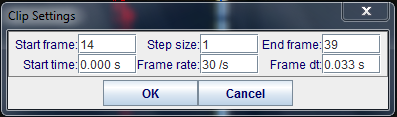 Clip Settings
Start frame: 14 Step size: 1 End frame: 39
Start time: 0.000 s Frame rate: 30 /s Frame dt: 0.033 s
OK Cancel